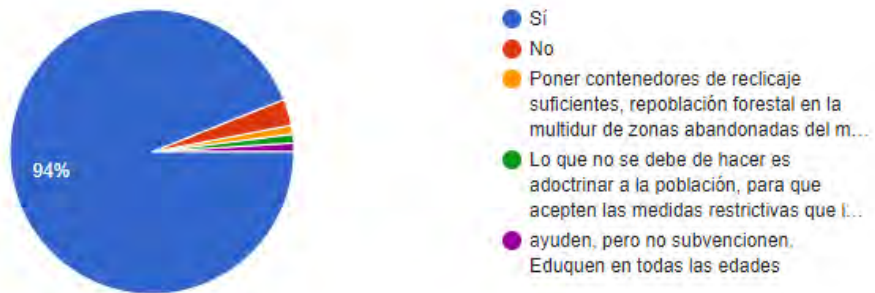 94%
Sí
No
Poner contenedores de reclicaje
suficientes, repoblación forestal en la
multidur de zonas abandonadas del m...
Lo que no se debe de hacer es
adoctrinar a la población, para que
acepten las medidas restrictivas que i...
ayuden, pero no subvencionen.
Eduquen en todas las edades